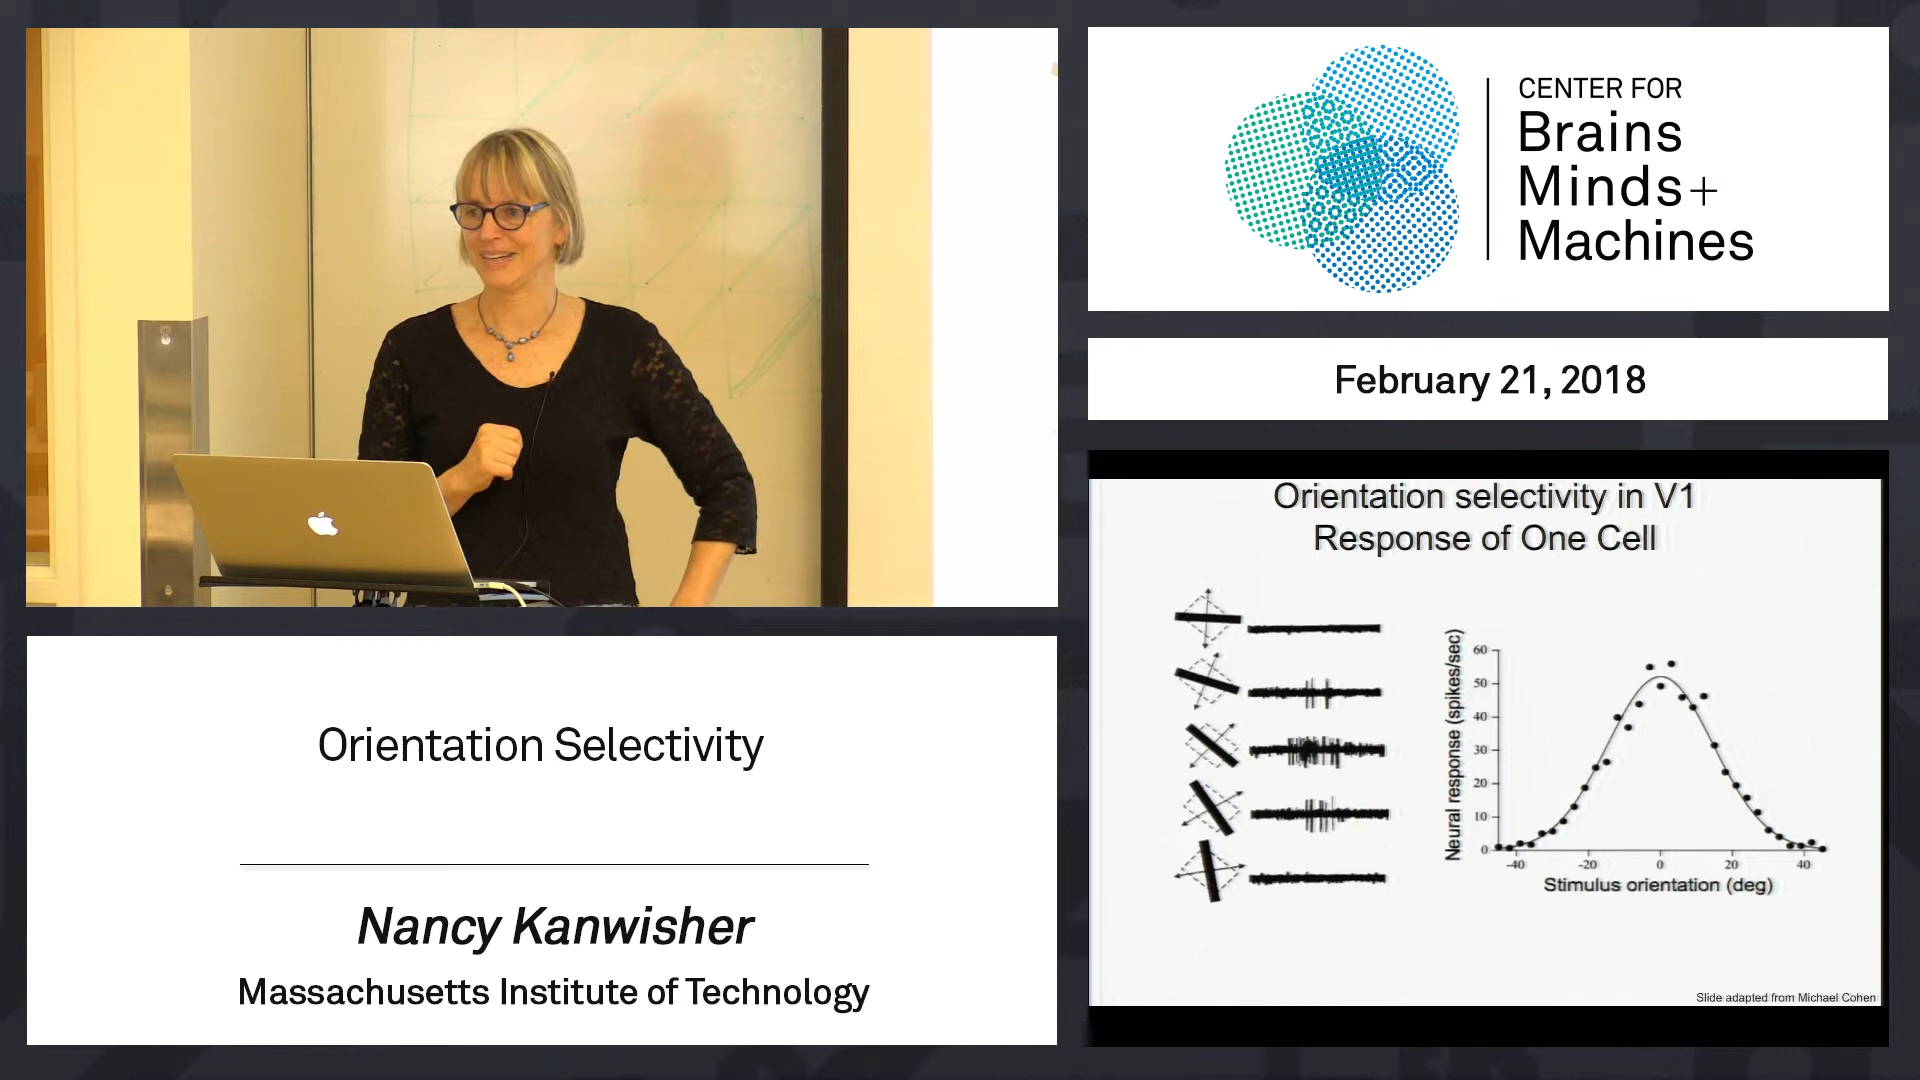 CENTER FOR
Brains
Minds+
Machines
February 21, 2018
Orientation selectivity in V1
Response of One Cell
Neural response (spikes/sec)
60
50
40
30
20
10
0
-40 -20 0 20 40
Stimulus orientation (deg)
Slide adapted from Michael Cohen
Orientation Selectivity
Nancy Kanwisher
Massachusetts Institute of Technology